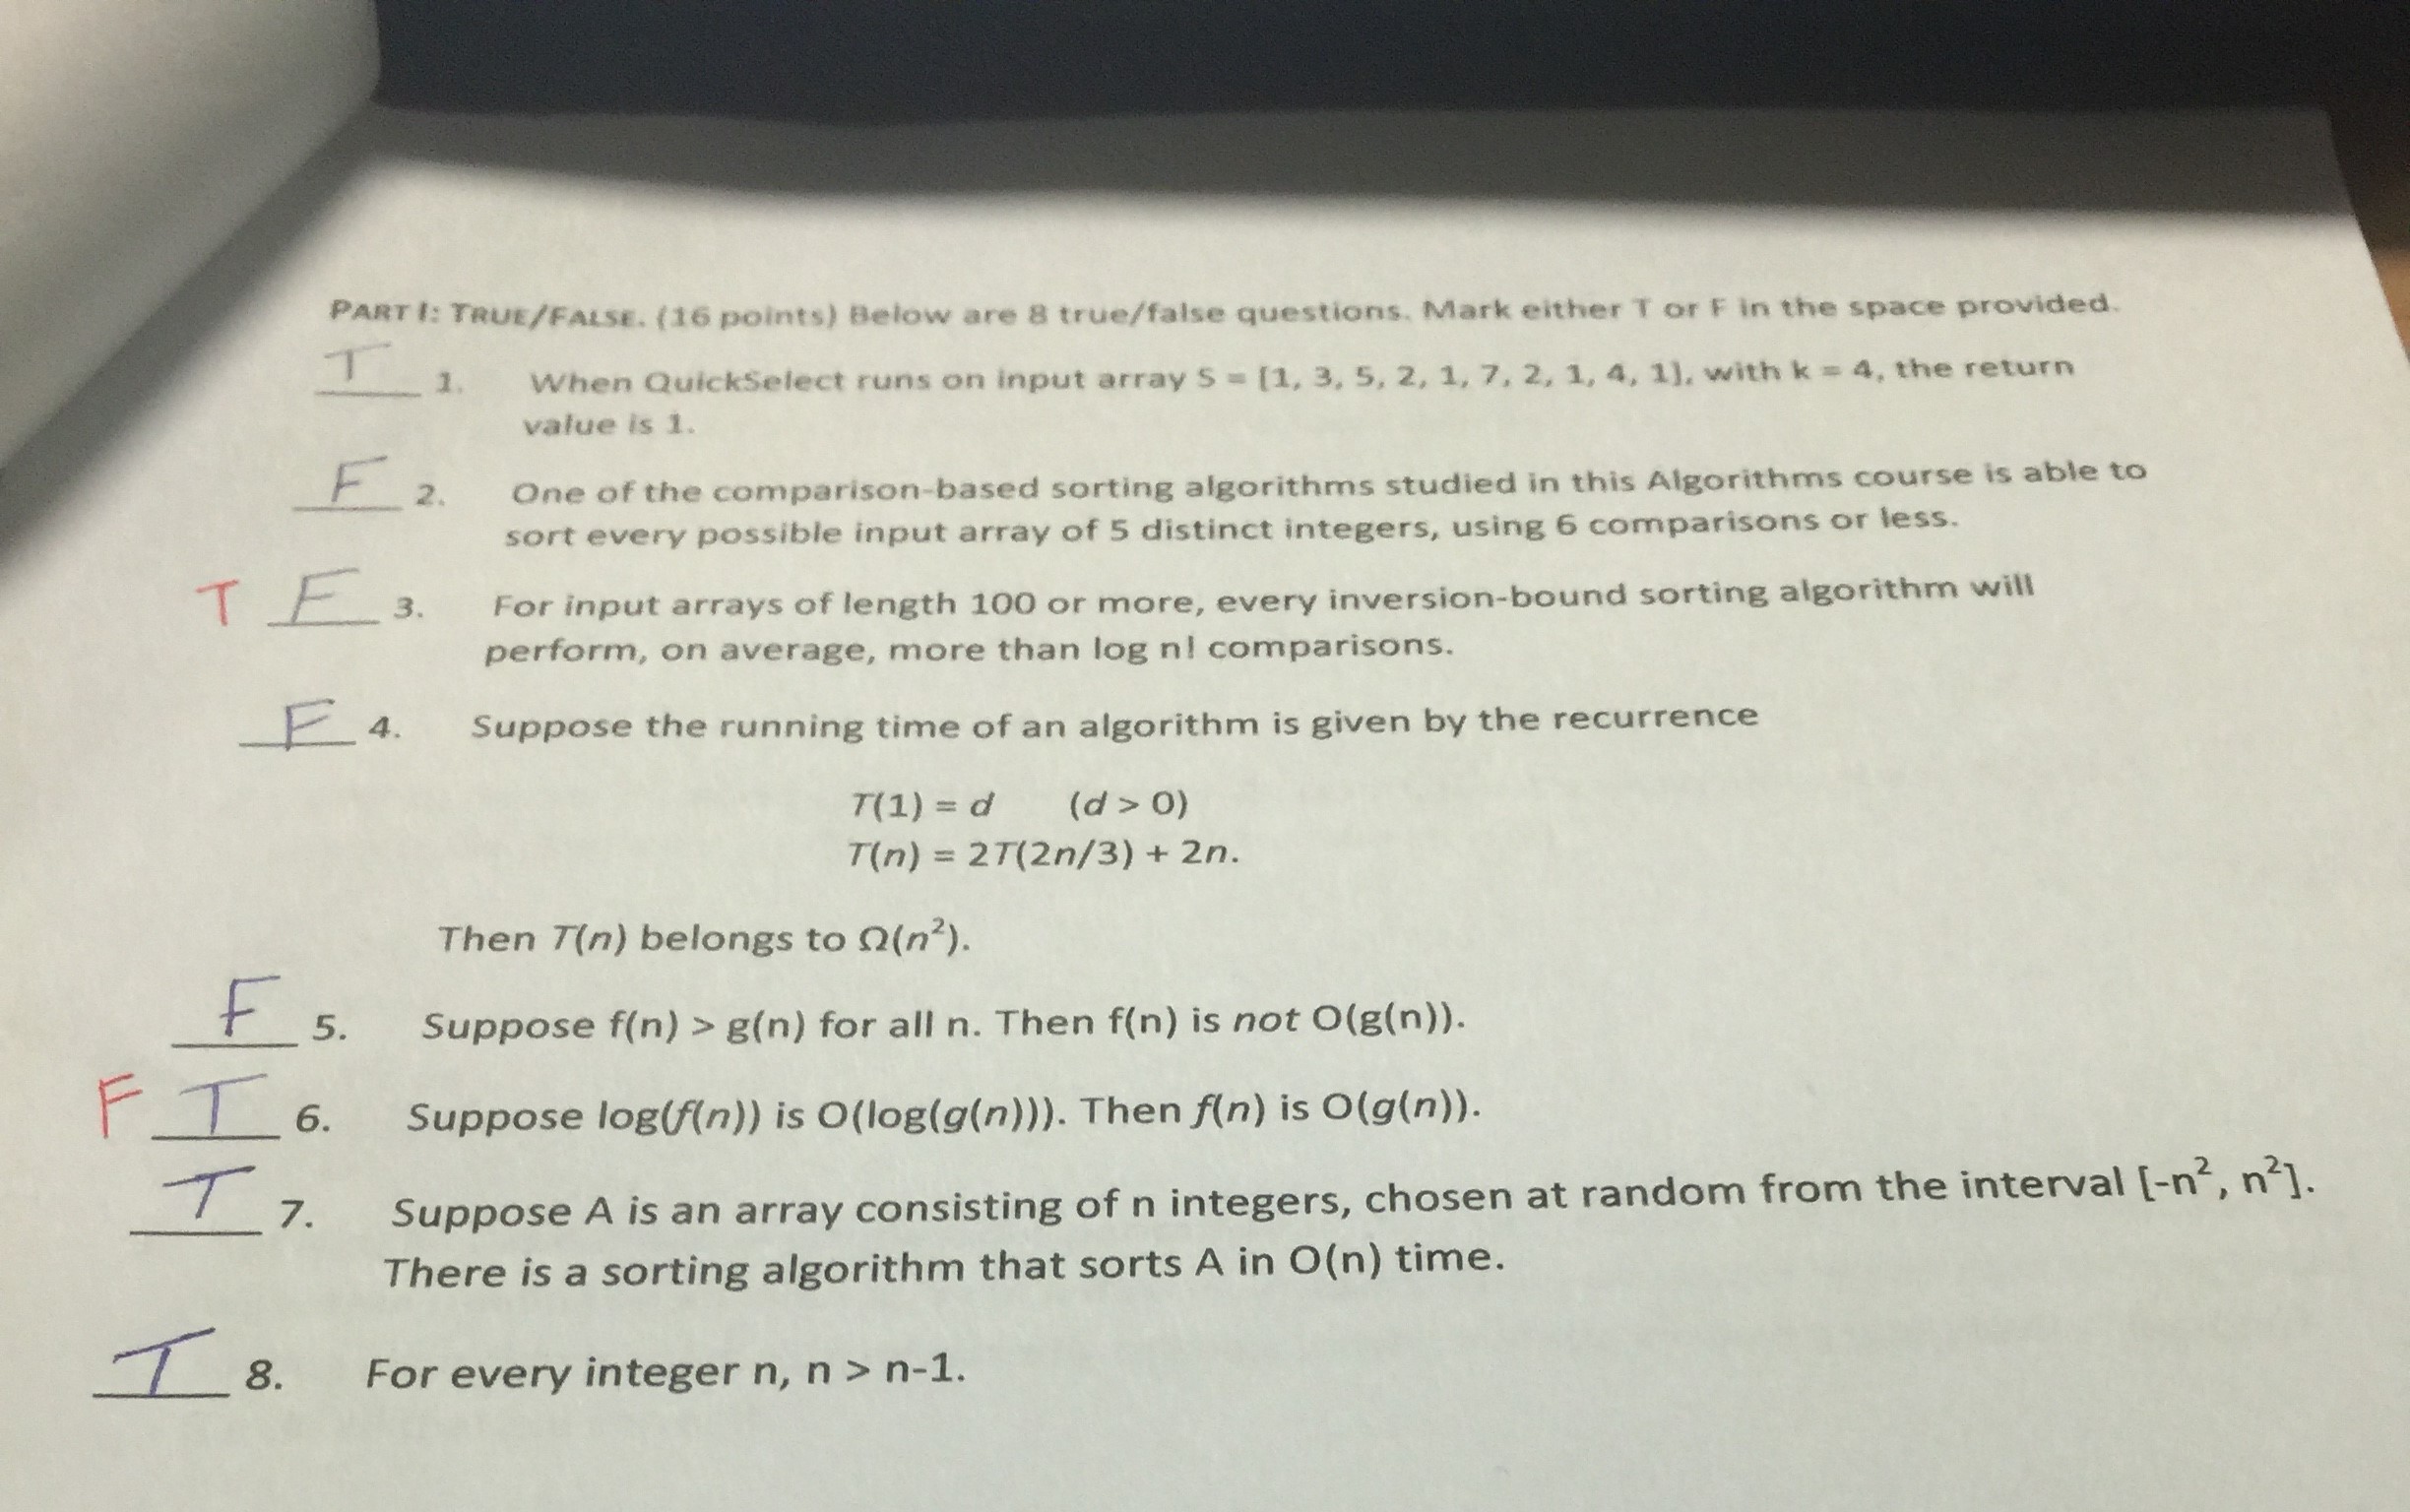 PART I: TRUE/FALSE. (16 points) Below are 8 true/false questions. Mark either T or F in the space provided.
T 1. When QuickSelect runs on input array S = [1, 3, 5, 2, 1, 7, 2, 1, 4, 1], with k = 4, the return
value is 1.
F 2. One of the comparison-based sorting algorithms studied in this Algorithms course is able to
sort every possible input array of 5 distinct integers, using 6 comparisons or less.
T F 3. For input arrays of length 100 or more, every inversion-bound sorting algorithm will
perform, on average, more than log n! comparisons.
F 4. Suppose the running time of an algorithm is given by the recurrence
T(1) = d (d > 0)
T(n) = 2T(2n/3) + 2n.
Then T(n) belongs to Ω(n²).
F 5. Suppose f(n) > g(n) for all n. Then f(n) is not O(g(n)).
F T 6. Suppose log(f(n)) is O(log(g(n))). Then f(n) is O(g(n)).
T 7. Suppose A is an array consisting of n integers, chosen at random from the interval [-n², n²].
There is a sorting algorithm that sorts A in O(n) time.
T 8. For every integer n, n > n-1.